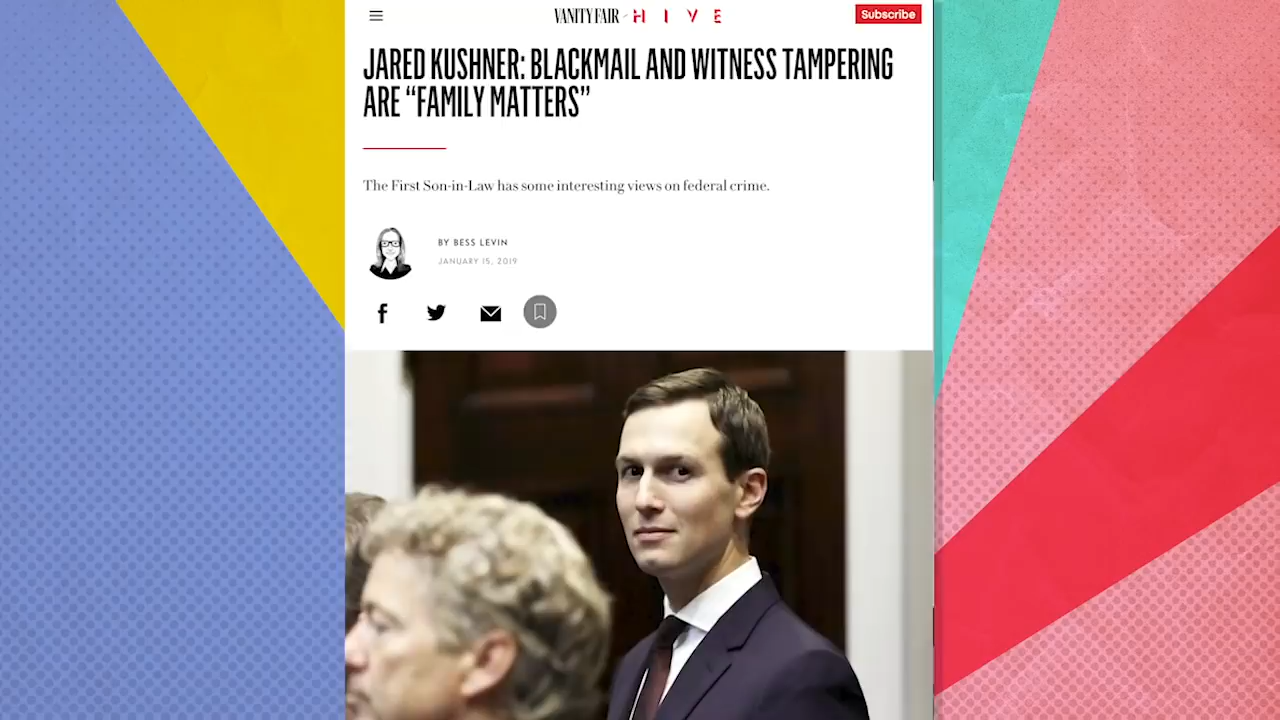 VANITY FAIR HIVE
Subscribe
JARED KUSHNER: BLACKMAIL AND WITNESS TAMPERING
ARE “FAMILY MATTERS”
The First Son-in-Law has some interesting views on federal crime.
BY BESS LEVIN
JANUARY 15, 2019